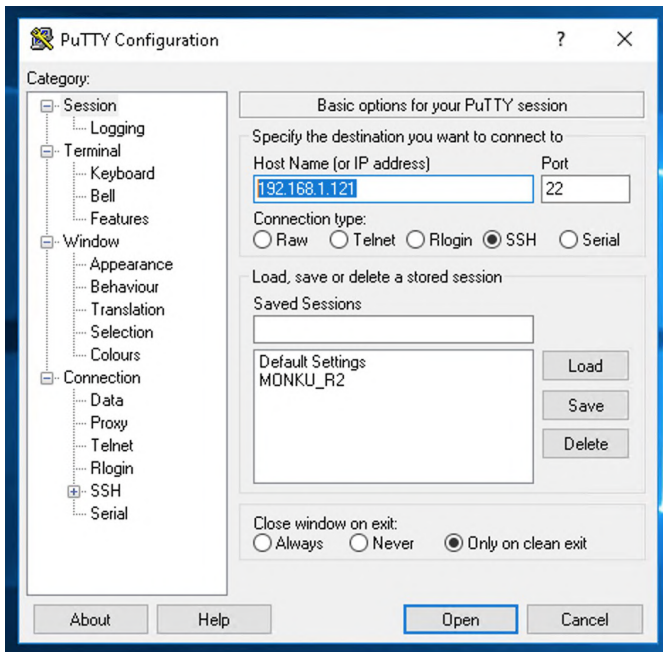 PuTTY Configuration
?
Category:
Session
Logging
Terminal
Keyboard
Bell
Features
Window
Appearance
Behaviour
Translation
Selection
Colours
Connection
Data
Proxy
Telnet
Rlogin
SSH
Serial
Basic options for your PuTTY session
Specify the destination you want to connect to
Host Name (or IP address) Port
192.168.1.121 22
Connection type:
Raw Telnet Rlogin SSH Serial
Load, save or delete a stored session
Saved Sessions
Default Settings
MONKU_R2
Load
Save
Delete
Close window on exit:
Always Never Only on clean exit
About Help Open Cancel